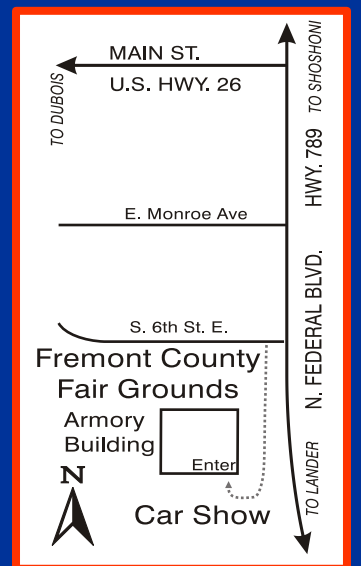 MAIN ST.
U.S. HWY. 26
TO DUBOIS
TO SHOSHONI
HWY. 789
E. Monroe Ave
N. FEDERAL BLVD.
S. 6th St. E.
Fremont County
Fair Grounds
Armory
Building
Enter
N
Car Show
TO LANDER